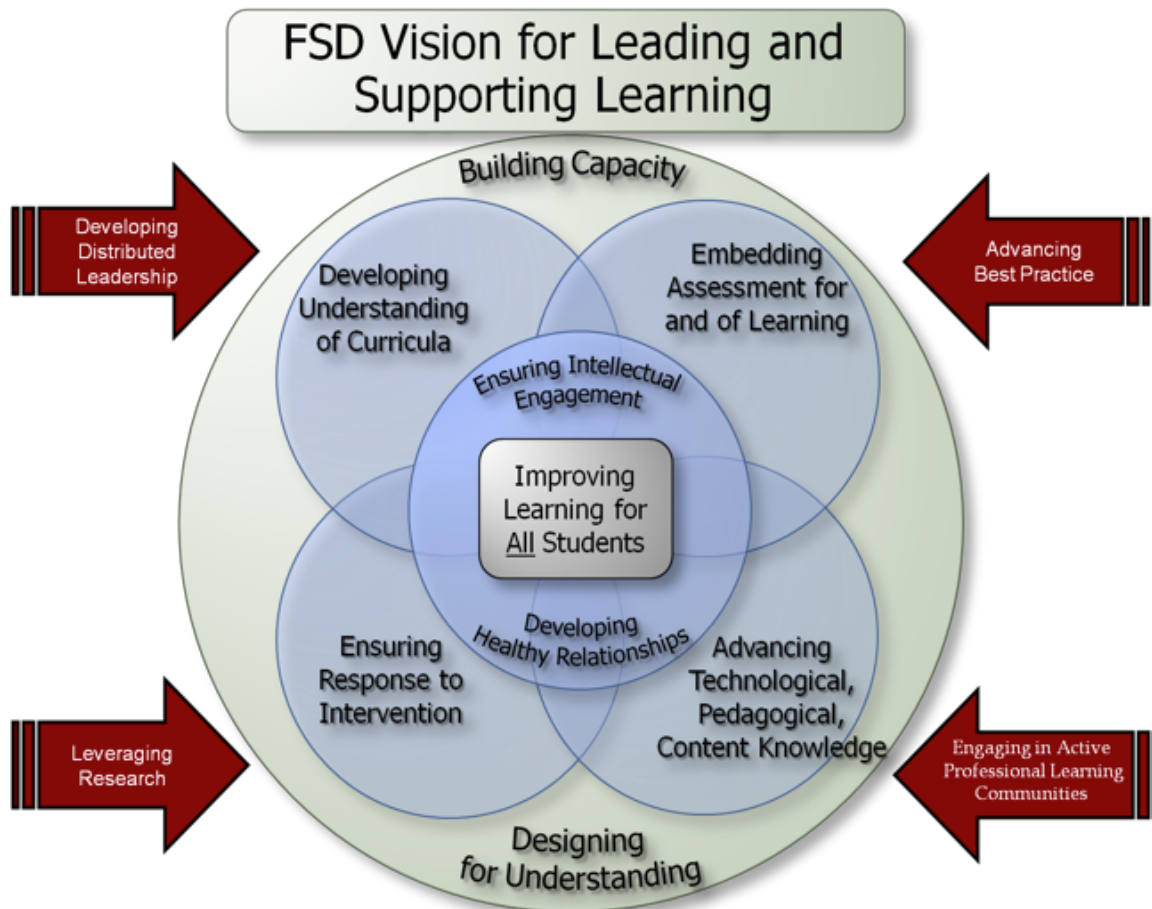 FSD Vision for Leading and
Supporting Learning
Building Capacity
Developing
Distributed
Leadership
Advancing
Best Practice
Developing
Understanding
of Curricula
Embedding
Assessment for
and of Learning
Ensuring Intellectual
Engagement
Improving
Learning for
All Students
Developing
Healthy Relationships
Ensuring
Response to
Intervention
Advancing
Technological,
Pedagogical,
Content Knowledge
Leveraging
Research
Engaging in Active
Professional Learning
Communities
Designing
for Understanding